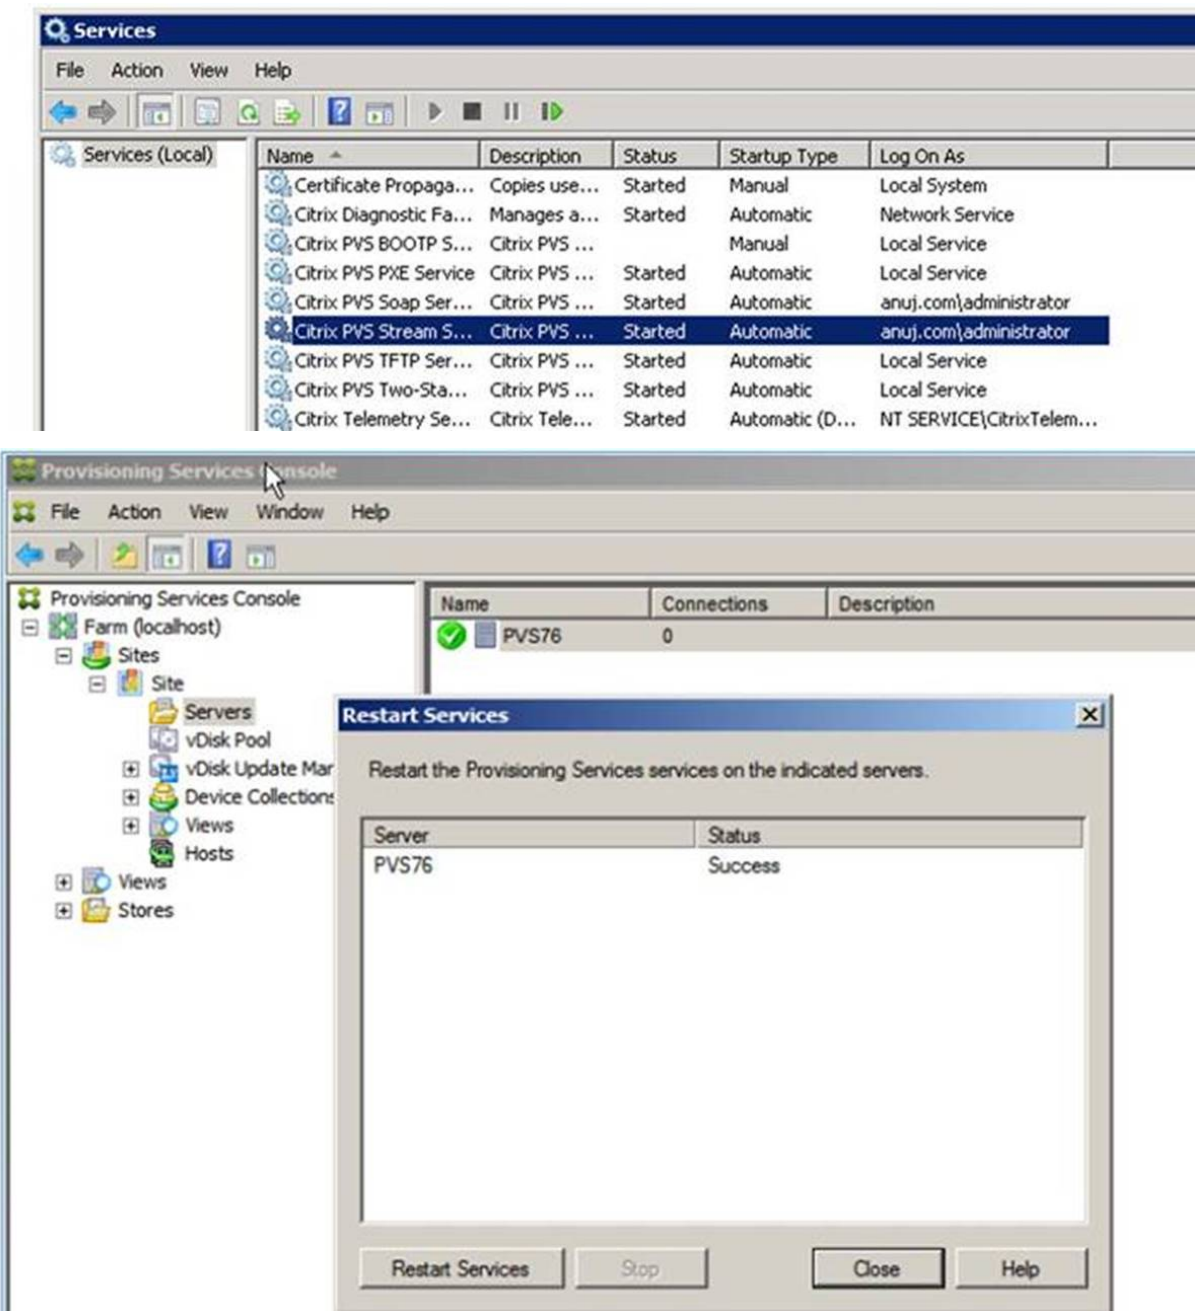 Services
File Action View Help
Services (Local)
Name Description Status Startup Type Log On As
Certificate Propaga... Copies use... Started Manual Local System
Citrix Diagnostic Fa... Manages a... Started Automatic Network Service
Citrix PVS BOOTP S... Citrix PVS ... Manual Local Service
Citrix PVS PXE Service Citrix PVS ... Started Automatic Local Service
Citrix PVS Soap Ser... Citrix PVS ... Started Automatic anuj.com\administrator
Citrix PVS Stream S... Citrix PVS ... Started Automatic anuj.com\administrator
Citrix PVS TFTP Ser... Citrix PVS ... Started Automatic Local Service
Citrix PVS Two-Sta... Citrix PVS ... Started Automatic Local Service
Citrix Telemetry Se... Citrix Tele... Started Automatic (D... NT SERVICE\CitrixTelem...
Provisioning Services Console
File Action View Window Help
Provisioning Services Console
Farm (localhost)
Sites
Site
Servers
vDisk Pool
vDisk Update Mar
Device Collections
Views
Hosts
Views
Stores
Name Connections Description
PVS76 0
Restart Services
Restart the Provisioning Services services on the indicated servers.
Server Status
PVS76 Success
Restart Services Stop Close Help